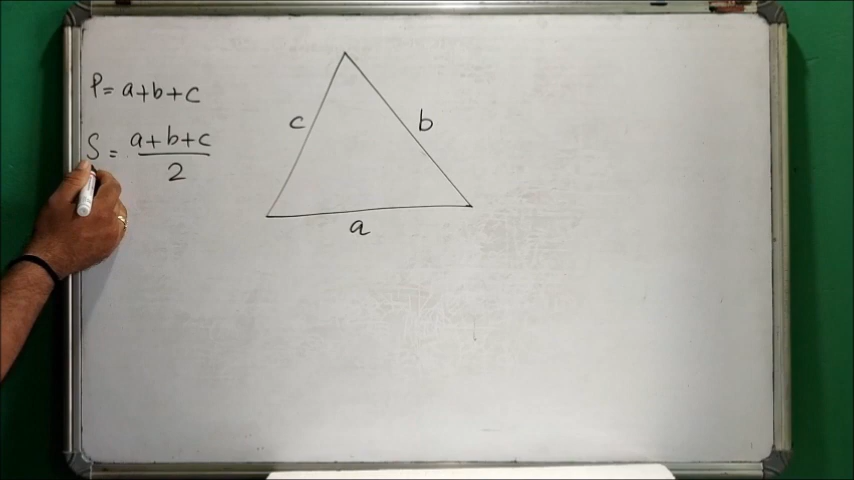 P = a+b+c
S = a+b+c / 2
c
b
a